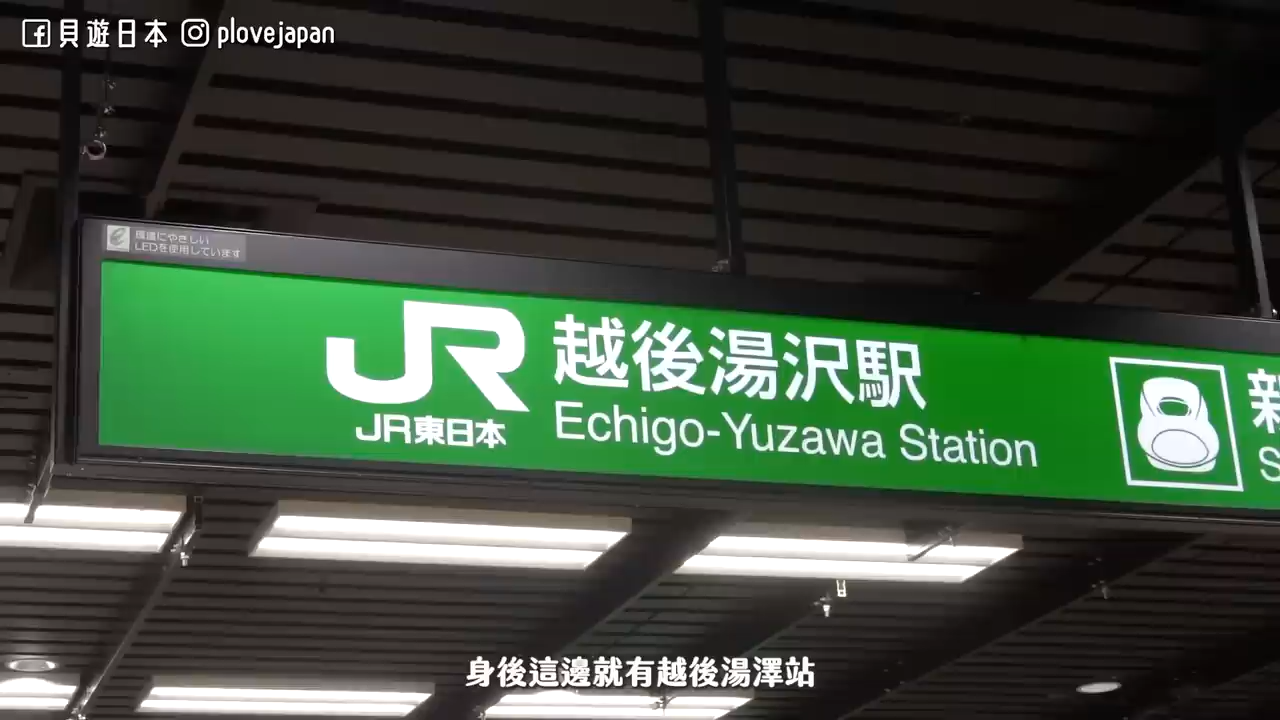 貝遊日本 plovejapan
環境にやさしい
LEDを使用しています
JR 越後湯沢駅
JR東日本 Echigo-Yuzawa Station
新
S
身後這邊就有越後湯澤站